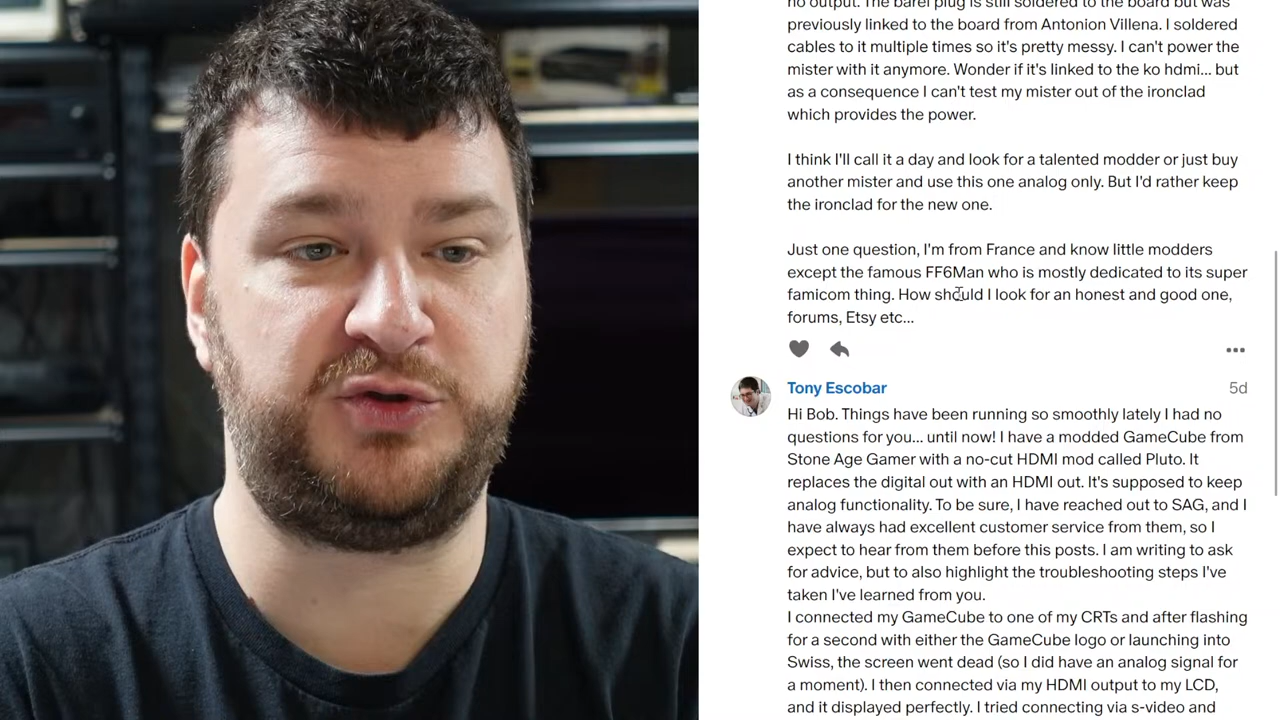 no output. The barel plug is still soldered to the board but was
previously linked to the board from Antonion Villena. I soldered
cables to it multiple times so it's pretty messy. I can't power the
mister with it anymore. Wonder if it's linked to the ko hdmi... but
as a consequence I can't test my mister out of the ironclad
which provides the power.
I think I'll call it a day and look for a talented modder or just buy
another mister and use this one analog only. But I'd rather keep
the ironclad for the new one.
Just one question, I'm from France and know little modders
except the famous FF6Man who is mostly dedicated to its super
famicom thing. How should I look for an honest and good one,
forums, Etsy etc...
Tony Escobar
5d
Hi Bob. Things have been running so smoothly lately I had no
questions for you... until now! I have a modded GameCube from
Stone Age Gamer with a no-cut HDMI mod called Pluto. It
replaces the digital out with an HDMI out. It's supposed to keep
analog functionality. To be sure, I have reached out to SAG, and I
have always had excellent customer service from them, so I
expect to hear from them before this posts. I am writing to ask
for advice, but to also highlight the troubleshooting steps I've
taken I've learned from you.
I connected my GameCube to one of my CRTs and after flashing
for a second with either the GameCube logo or launching into
Swiss, the screen went dead (so I did have an analog signal for
a moment). I then connected via my HDMI output to my LCD,
and it displayed perfectly. I tried connecting via s-video and